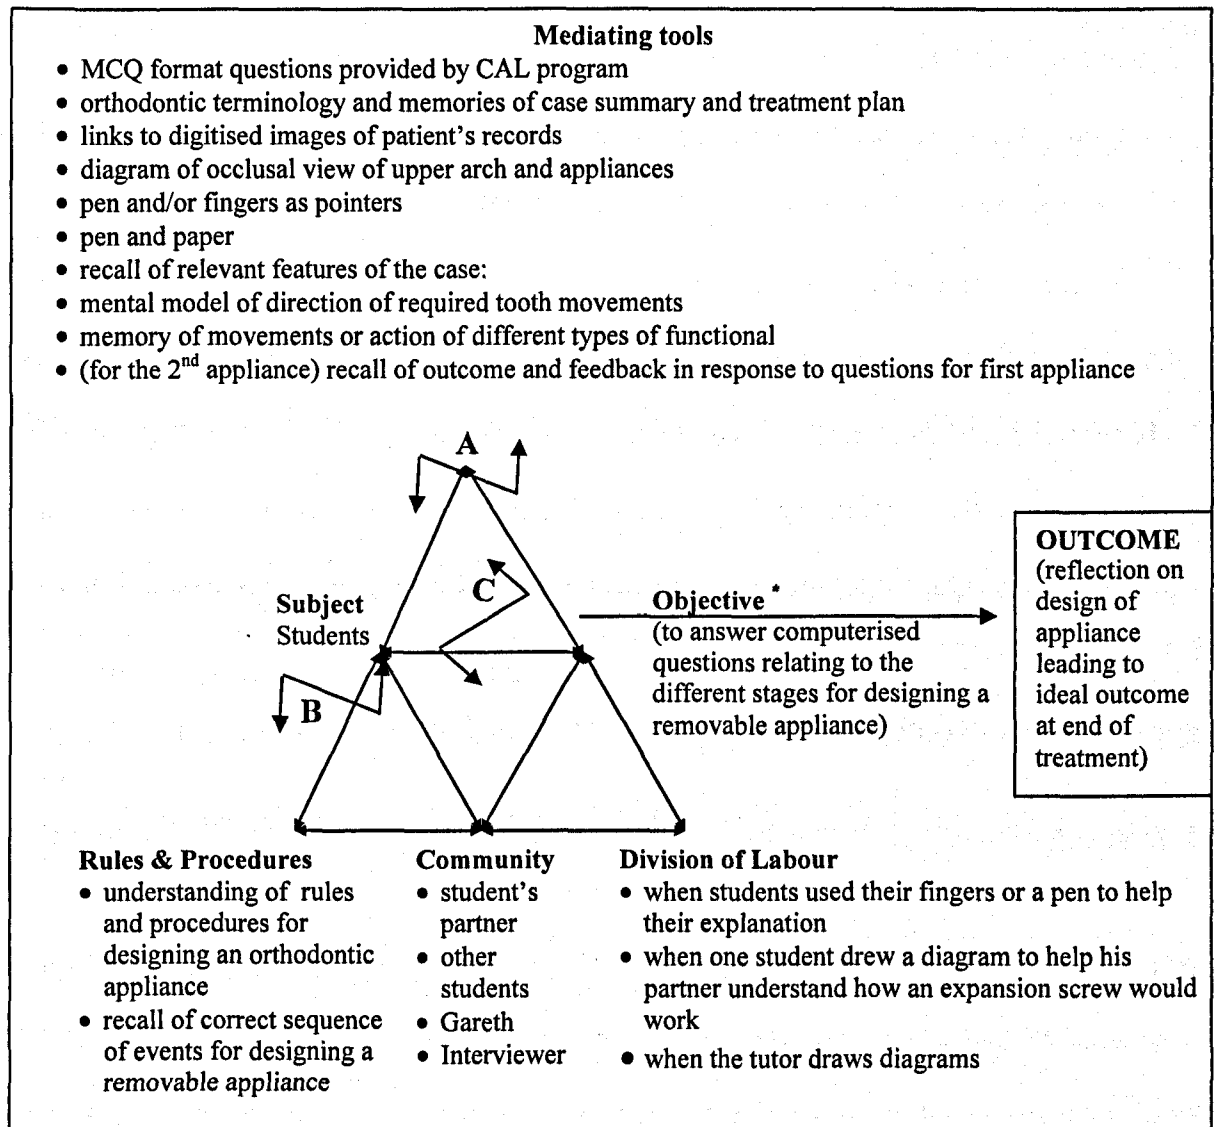 Mediating tools
• MCQ format questions provided by CAL program
• orthodontic terminology and memories of case summary and treatment plan
• links to digitised images of patient's records
• diagram of occlusal view of upper arch and appliances
• pen and/or fingers as pointers
• pen and paper
• recall of relevant features of the case:
• mental model of direction of required tooth movements
• memory of movements or action of different types of functional
• (for the 2nd appliance) recall of outcome and feedback in response to questions for first appliance
A
C
B
Subject
Students
Objective *
(to answer computerised
questions relating to the
different stages for designing a
removable appliance)
OUTCOME
(reflection on
design of
appliance
leading to
ideal outcome
at end of
treatment)
Rules & Procedures
• understanding of rules
and procedures for
designing an orthodontic
appliance
• recall of correct sequence
of events for designing a
removable appliance
Community
• student's
partner
• other
students
• Gareth
• Interviewer
Division of Labour
• when students used their fingers or a pen to help
their explanation
• when one student drew a diagram to help his
partner understand how an expansion screw would
work
• when the tutor draws diagrams